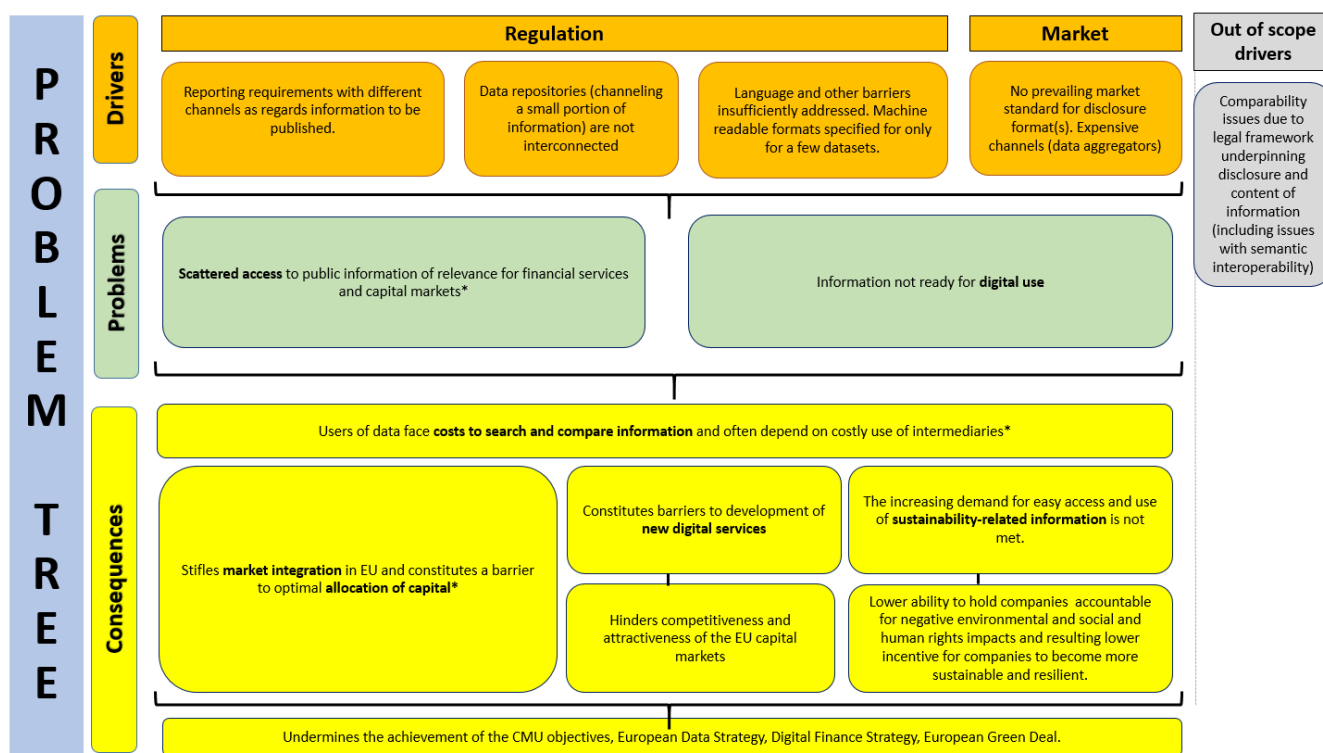 PROBLEM TREE
Drivers
Regulation
Market
Out of scope
drivers
Reporting requirements with different
channels as regards information to be
published.
Data repositories (channeling
a small portion of
information) are not
interconnected
Language and other barriers
insufficiently addressed. Machine
readable formats specified for only
for a few datasets.
No prevailing market
standard for disclosure
format(s). Expensive
channels (data aggregators)
Comparability
issues due to
legal framework
underpinning
disclosure and
content of
information
(including issues
with semantic
interoperability)
Problems
Scattered access to public information of relevance for financial services
and capital markets*
Information not ready for digital use
Consequences
Users of data face costs to search and compare information and often depend on costly use of intermediaries*
Stifles market integration in EU and constitutes a barrier
to optimal allocation of capital*
Constitutes barriers to development of
new digital services
The increasing demand for easy access and use
of sustainability-related information is not
met.
Hinders competitiveness and
attractiveness of the EU capital
markets
Lower ability to hold companies accountable
for negative environmental and social and
human rights impacts and resulting lower
incentive for companies to become more
sustainable and resilient.
Undermines the achievement of the CMU objectives, European Data Strategy, Digital Finance Strategy, European Green Deal.